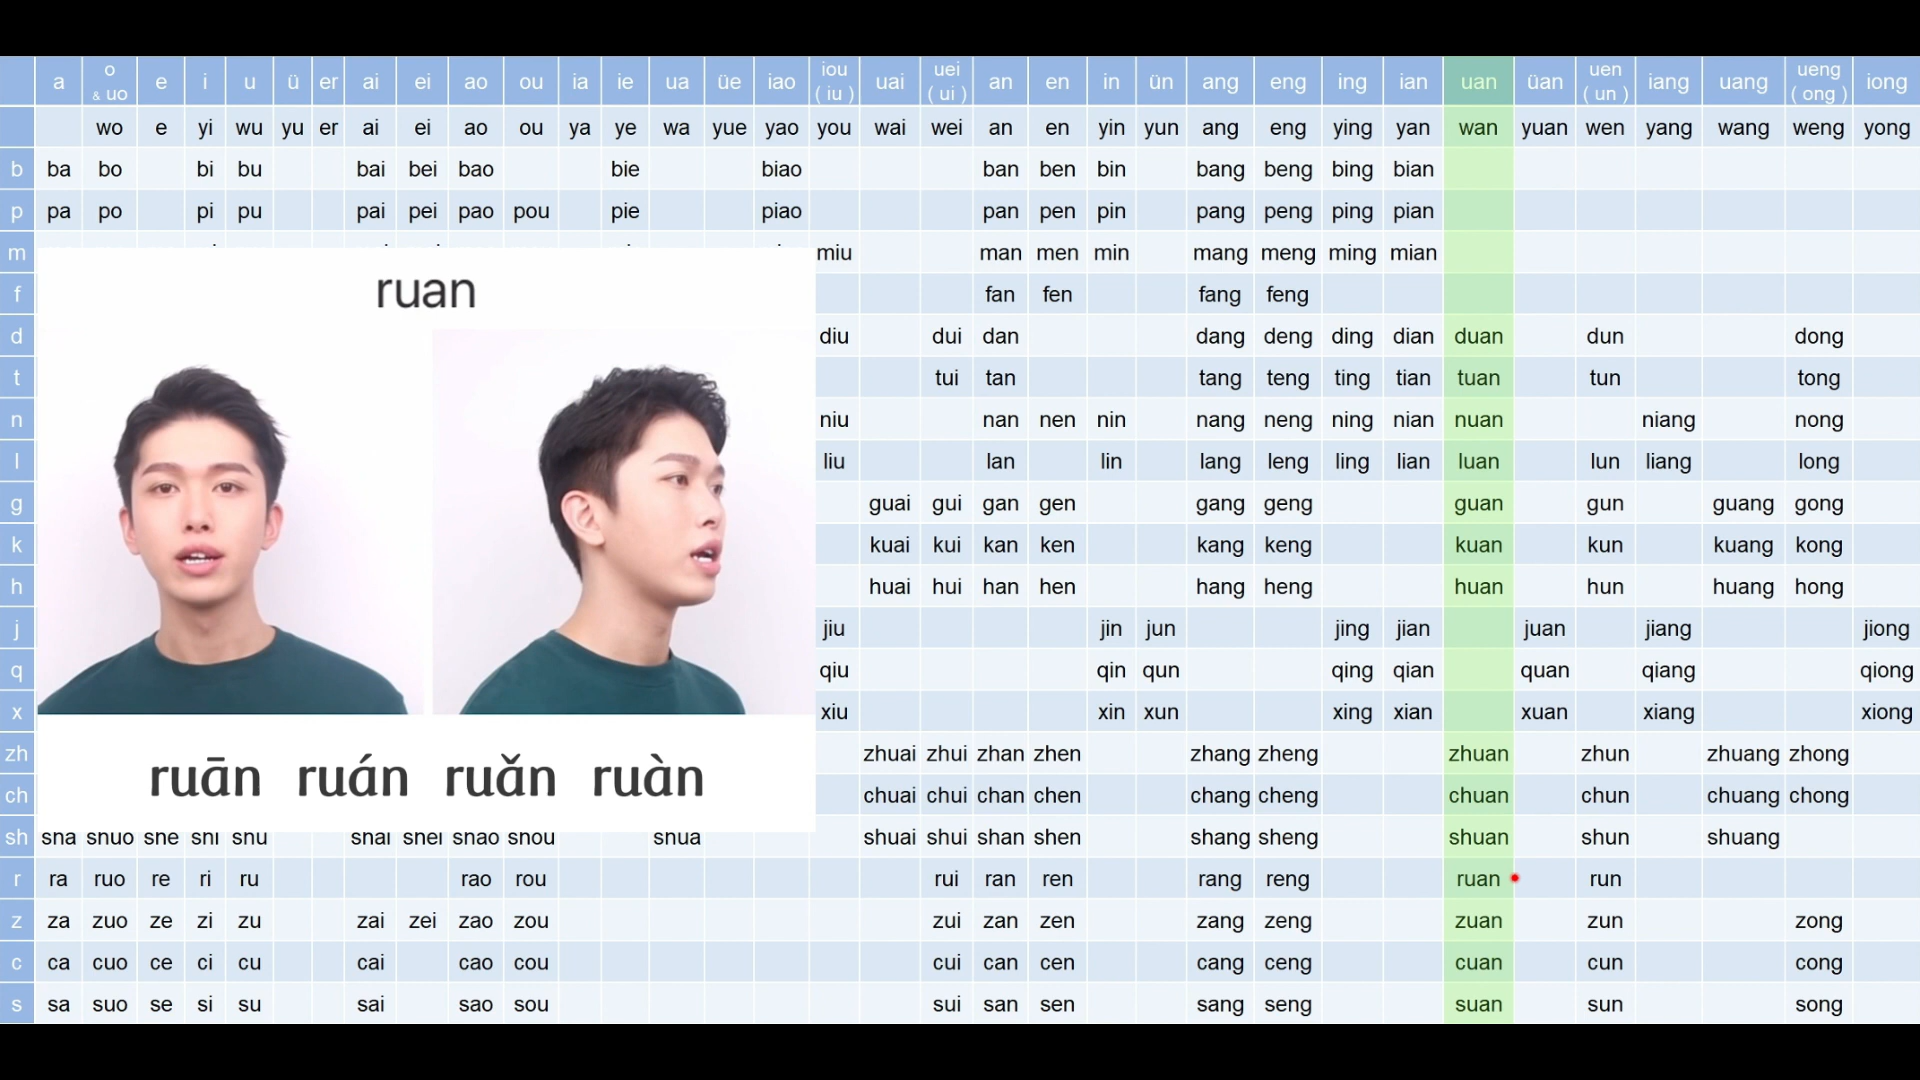 a o & uo e i u ü er ai ei ao ou ia ie ua üe iao iou ( iu ) uai uei ( ui ) an en in ün ang eng ing ian uan üan uen ( un ) iang uang ueng ( ong ) iong
wo e yi wu yu er ai ei ao ou ya ye wa yue yao you wai wei an en yin yun ang eng ying yan wan yuan wen yang wang weng yong
b ba bo bi bu bai bei bao bie biao ban ben bin bang beng bing bian
p pa po pi pu pai pei pao pou pie piao pan pen pin pang peng ping pian
m miu man men min mang meng ming mian
ruan
f fan fen fang feng
d diu dui dan dang deng ding dian duan dun dong
t tui tan tang teng ting tian tuan tun tong
n niu nan nen nin nang neng ning nian nuan niang nong
l liu lan lin lang leng ling lian luan lun liang long
g guai gui gan gen gang geng guan gun guang gong
k kuai kui kan ken kang keng kuan kun kuang kong
h huai hui han hen hang heng huan hun huang hong
j jiu jin jun jing jian juan jiang jiong
q qiu qin qun qing qian quan qiang qiong
x xiu xin xun xing xian xuan xiang xiong
zh zhuai zhui zhan zhen zhang zheng zhuan zhun zhuang zhong
ruān ruán ruǎn ruàn
ch chuai chui chan chen chang cheng chuan chun chuang chong
sh sha shuo she shi shu shai shei shao shou shua shuai shui shan shen shang sheng shuan shun shuang
r ra ruo re ri ru rao rou rui ran ren rang reng ruan run
z za zuo ze zi zu zai zei zao zou zui zan zen zang zeng zuan zun zong
c ca cuo ce ci cu cai cao cou cui can cen cang ceng cuan cun cong
s sa suo se si su sai sao sou sui san sen sang seng suan sun song